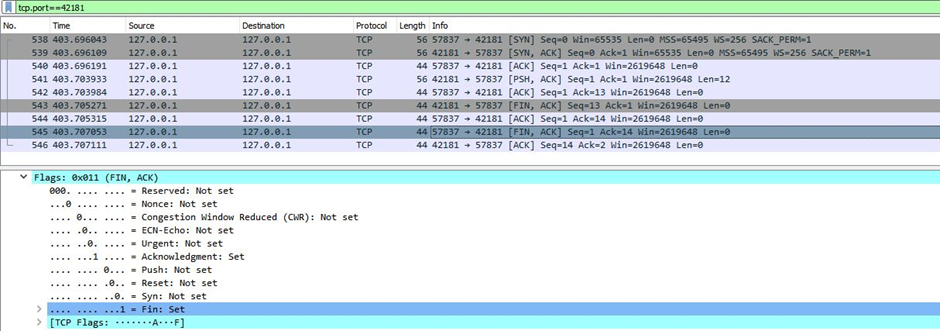 tcp.port==42181
No. Time Source Destination Protocol Length Info
538 403.696043 127.0.0.1 127.0.0.1 TCP 56 57837 → 42181 [SYN] Seq=0 Win=65535 Len=0 MSS=65495 WS=256 SACK_PERM=1
539 403.696109 127.0.0.1 127.0.0.1 TCP 56 42181 → 57837 [SYN, ACK] Seq=0 Ack=1 Win=65535 Len=0 MSS=65495 WS=256 SACK_PERM=1
540 403.696191 127.0.0.1 127.0.0.1 TCP 44 57837 → 42181 [ACK] Seq=1 Ack=1 Win=2619648 Len=0
541 403.703933 127.0.0.1 127.0.0.1 TCP 56 42181 → 57837 [PSH, ACK] Seq=1 Ack=1 Win=2619648 Len=12
542 403.703984 127.0.0.1 127.0.0.1 TCP 44 57837 → 42181 [ACK] Seq=1 Ack=13 Win=2619648 Len=0
543 403.705271 127.0.0.1 127.0.0.1 TCP 44 42181 → 57837 [FIN, ACK] Seq=13 Ack=1 Win=2619648 Len=0
544 403.705315 127.0.0.1 127.0.0.1 TCP 44 57837 → 42181 [ACK] Seq=1 Ack=14 Win=2619648 Len=0
545 403.707053 127.0.0.1 127.0.0.1 TCP 44 57837 → 42181 [FIN, ACK] Seq=1 Ack=14 Win=2619648 Len=0
546 403.707111 127.0.0.1 127.0.0.1 TCP 44 42181 → 57837 [ACK] Seq=14 Ack=2 Win=2619648 Len=0
Flags: 0x011 (FIN, ACK)
000. .... .... = Reserved: Not set
...0 .... .... = Nonce: Not set
.... 0... .... = Congestion Window Reduced (CWR): Not set
.... .0.. .... = ECN-Echo: Not set
.... ..0. .... = Urgent: Not set
.... ...1 .... = Acknowledgment: Set
.... .... 0... = Push: Not set
.... .... .0.. = Reset: Not set
.... .... ..0. = Syn: Not set
.... .... ...1 = Fin: Set
[TCP Flags: ·······A···F]